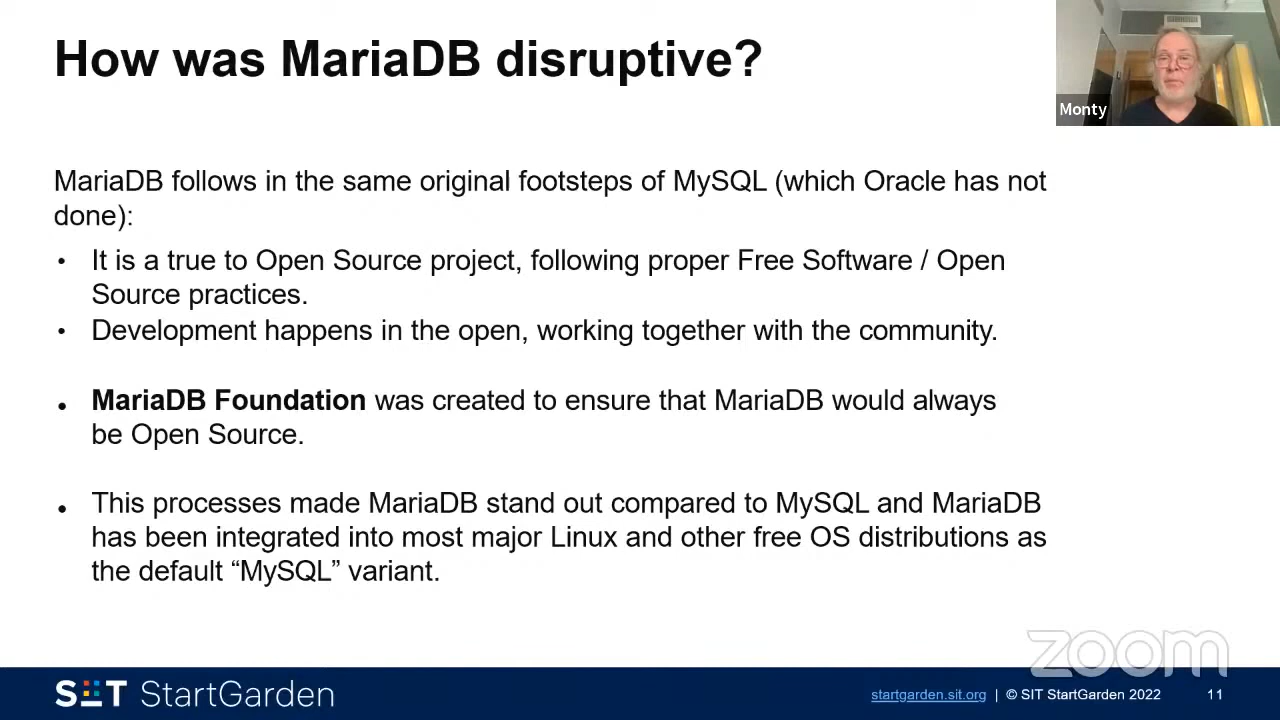 How was MariaDB disruptive?
Monty
MariaDB follows in the same original footsteps of MySQL (which Oracle has not
done):
• It is a true to Open Source project, following proper Free Software / Open
Source practices.
• Development happens in the open, working together with the community.
• MariaDB Foundation was created to ensure that MariaDB would always
be Open Source.
• This processes made MariaDB stand out compared to MySQL and MariaDB
has been integrated into most major Linux and other free OS distributions as
the default “MySQL” variant.
zoom
SIT StartGarden
startgarden.sit.org | © SIT StartGarden 2022 11